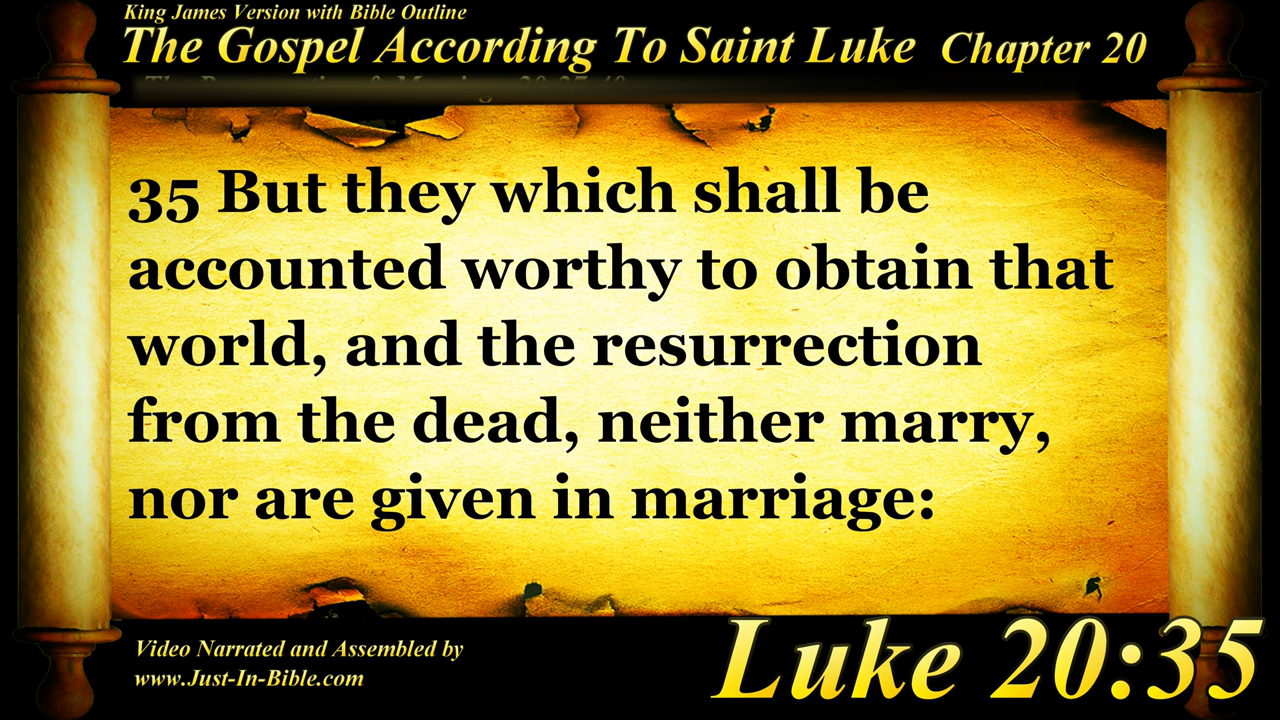 King James Version with Bible Outline
The Gospel According To Saint Luke Chapter 20
35 But they which shall be
accounted worthy to obtain that
world, and the resurrection
from the dead, neither marry,
nor are given in marriage:
Video Narrated and Assembled by
www.Just-In-Bible.com
Luke 20:35